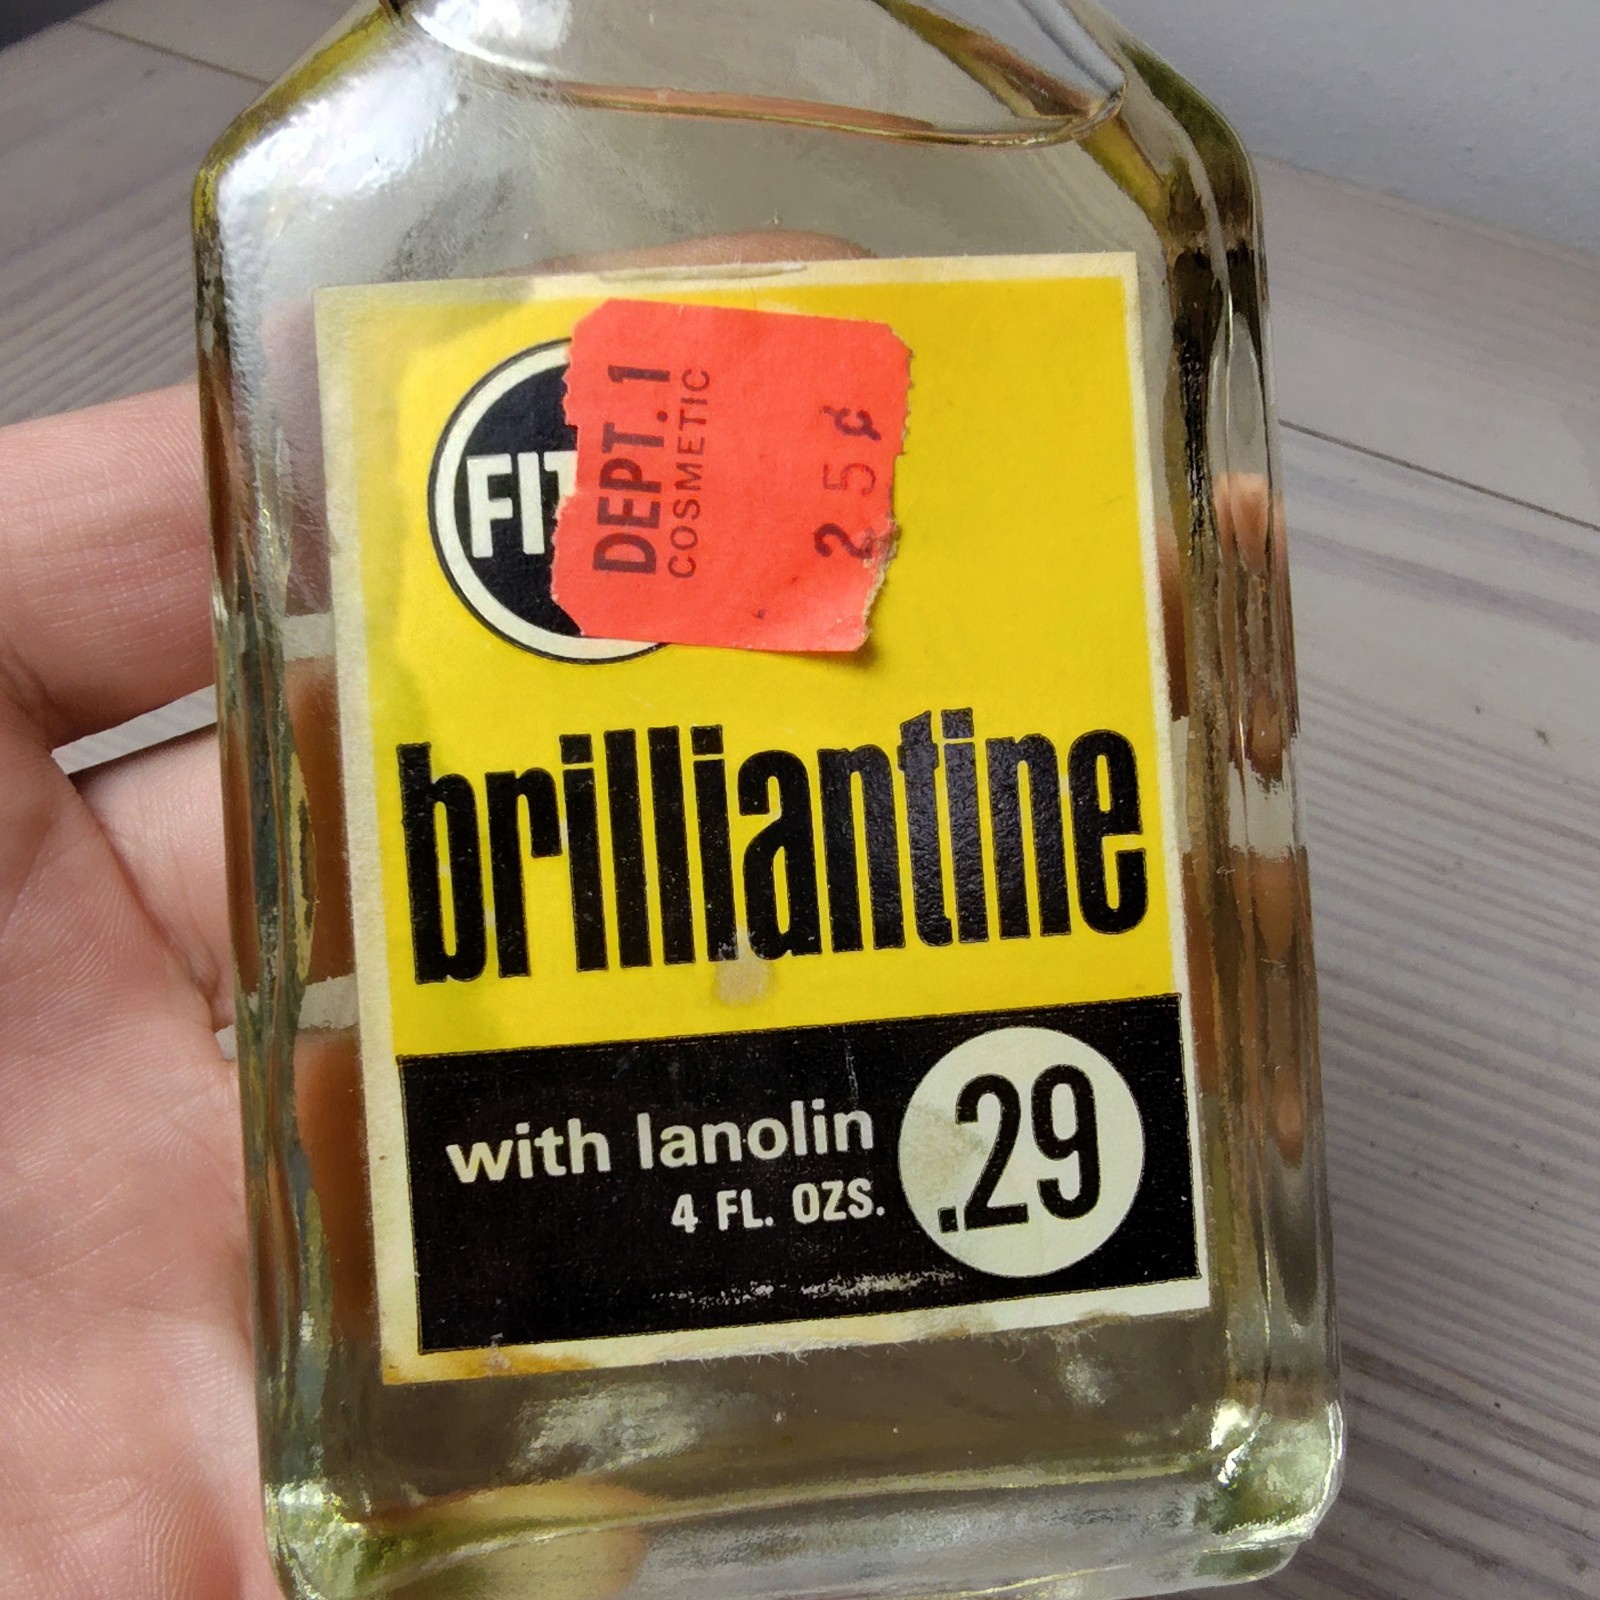 FIT
DEPT. 1
COSMETIC
25¢
brilliantine
with lanolin
4 FL. OZS.
.29